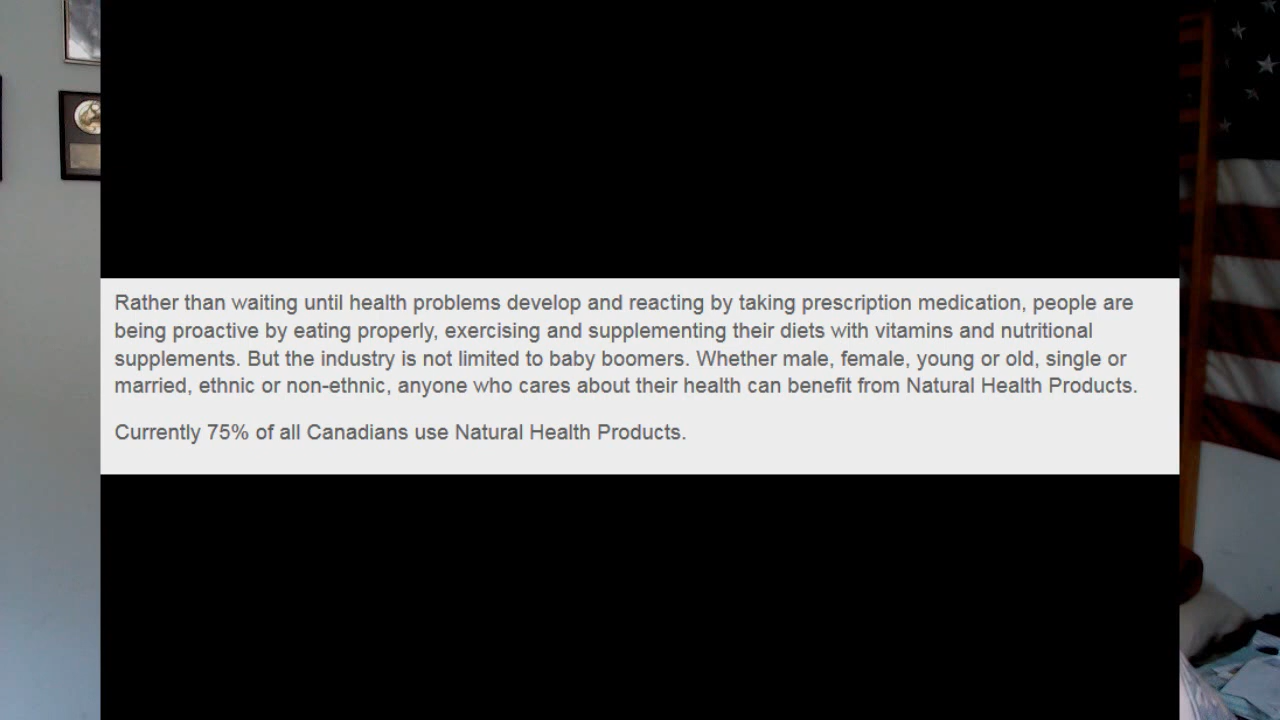 Rather than waiting until health problems develop and reacting by taking prescription medication, people are
being proactive by eating properly, exercising and supplementing their diets with vitamins and nutritional
supplements. But the industry is not limited to baby boomers. Whether male, female, young or old, single or
married, ethnic or non-ethnic, anyone who cares about their health can benefit from Natural Health Products.
Currently 75% of all Canadians use Natural Health Products.